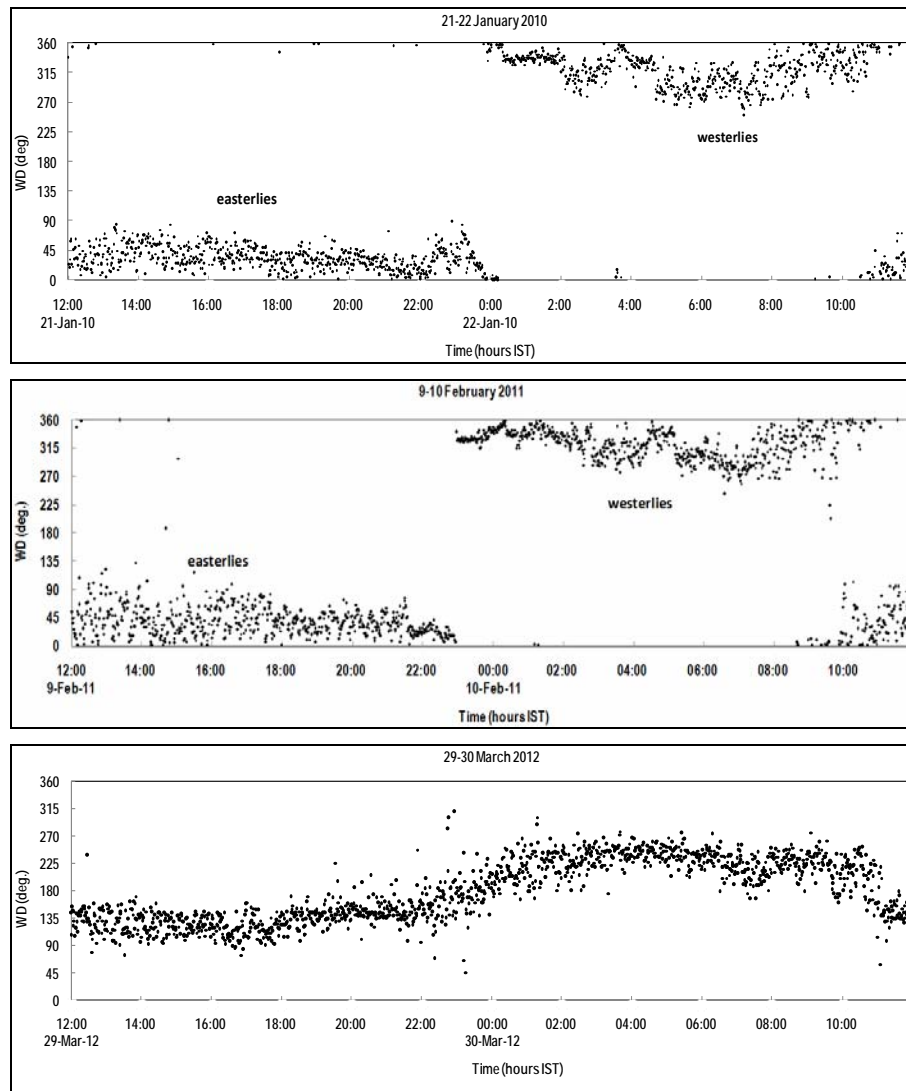 21-22 January 2010
360
315
270
225
180
135
90
45
0
WD (deg)
easterlies
westerlies
12:00 14:00 16:00 18:00 20:00 22:00 0:00 2:00 4:00 6:00 8:00 10:00
21-Jan-10 22-Jan-10
Time (hours IST)
9-10 February 2011
360
315
270
225
180
135
90
45
0
WD (deg.)
easterlies
westerlies
12:00 14:00 16:00 18:00 20:00 22:00 00:00 02:00 04:00 06:00 08:00 10:00
9-Feb-11 10-Feb-11
Time (hours IST)
29-30 March 2012
360
315
270
225
180
135
90
45
0
WD (deg.)
12:00 14:00 16:00 18:00 20:00 22:00 00:00 02:00 04:00 06:00 08:00 10:00
29-Mar-12 30-Mar-12
Time (hours IST)